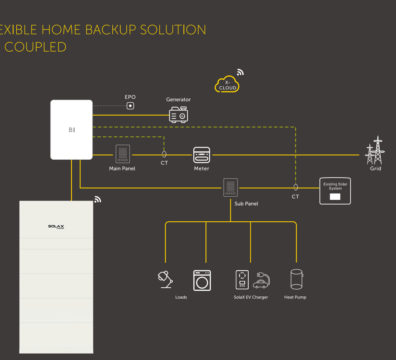 EXIBLE HOME BACKUP SOLUTION
COUPLED
X-
CLOUD
EPO
Generator
BI
Main Panel
CT
Meter
Grid
Sub Panel
CT
Existing Solar
System
SOLAX
Loads
SolaX EV Charger
Heat Pump